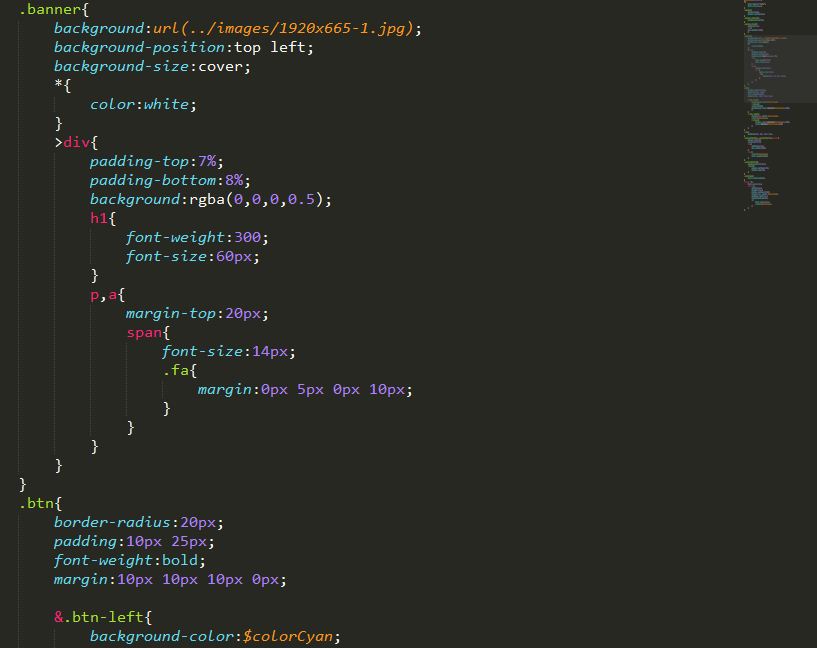 .banner{
background:url(../images/1920x665-1.jpg);
background-position:top left;
background-size:cover;
*{
color:white;
}
>div{
padding-top:7%;
padding-bottom:8%;
background:rgba(0,0,0,0.5);
h1{
font-weight:300;
font-size:60px;
}
p,a{
margin-top:20px;
span{
font-size:14px;
.fa{
margin:0px 5px 0px 10px;
}
}
}
}
}
.btn{
border-radius:20px;
padding:10px 25px;
font-weight:bold;
margin:10px 10px 10px 0px;
&.btn-left{
background-color:$colorCyan;